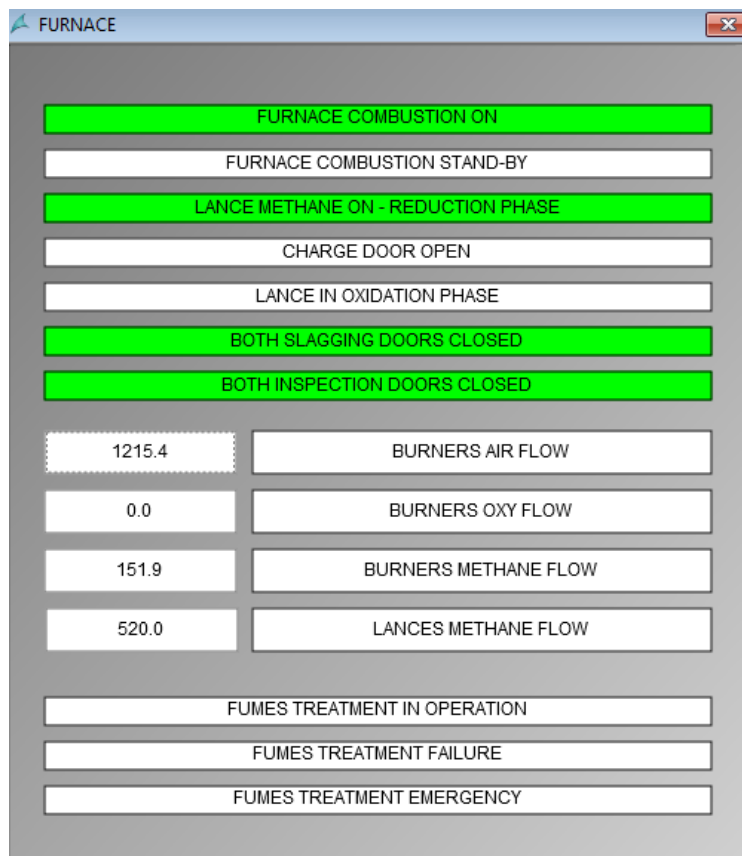 FURNACE
FURNACE COMBUSTION ON
FURNACE COMBUSTION STAND-BY
LANCE METHANE ON - REDUCTION PHASE
CHARGE DOOR OPEN
LANCE IN OXIDATION PHASE
BOTH SLAGGING DOORS CLOSED
BOTH INSPECTION DOORS CLOSED
1215.4 BURNERS AIR FLOW
0.0 BURNERS OXY FLOW
151.9 BURNERS METHANE FLOW
520.0 LANCES METHANE FLOW
FUMES TREATMENT IN OPERATION
FUMES TREATMENT FAILURE
FUMES TREATMENT EMERGENCY